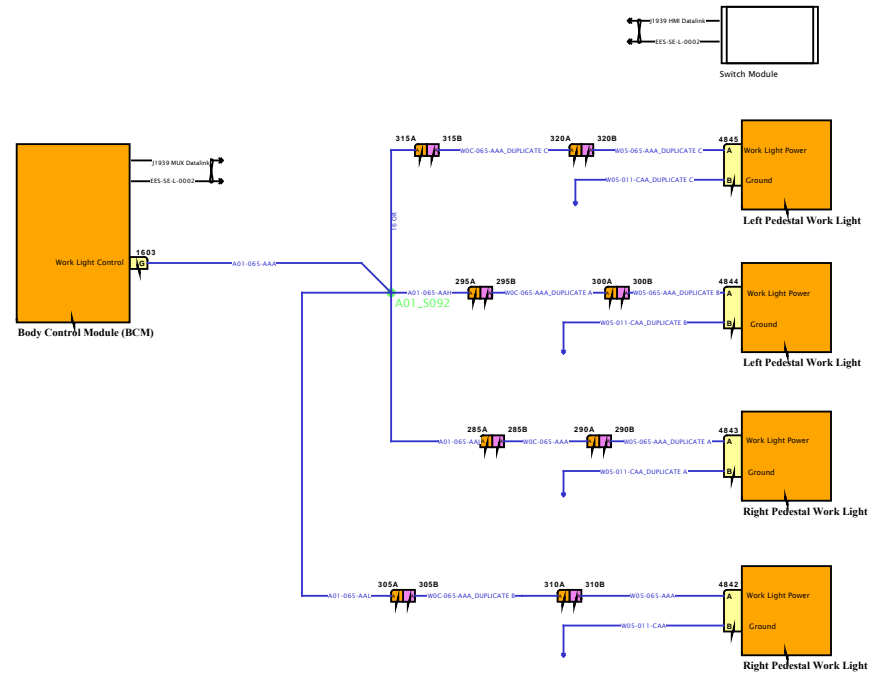 J1939 HMI Datalink
EES-SE-L-0002
Switch Module
315A 315B 320A 320B 4845
W0C-065-AAA_DUPLICATE C W05-065-AAA_DUPLICATE C A Work Light Power
J1939 MUX Datalink
EES-SE-L-0002
W05-011-CAA_DUPLICATE C B Ground
16 OR
Left Pedestal Work Light
1603
Work Light Control G A01-065-AAA
295A 295B 300A 300B 4844
A01-065-AAH W0C-065-AAA_DUPLICATE A W05-065-AAA_DUPLICATE B A Work Light Power
A01_S092
W05-011-CAA_DUPLICATE B B Ground
Body Control Module (BCM)
Left Pedestal Work Light
285A 285B 290A 290B 4843
W0C-065-AAA W05-065-AAA_DUPLICATE A A Work Light Power
W05-011-CAA_DUPLICATE A B Ground
Right Pedestal Work Light
305A 305B 310A 310B 4842
A01-065-AAL W0C-065-AAA_DUPLICATE B W05-065-AAA A Work Light Power
W05-011-CAA B Ground
Right Pedestal Work Light